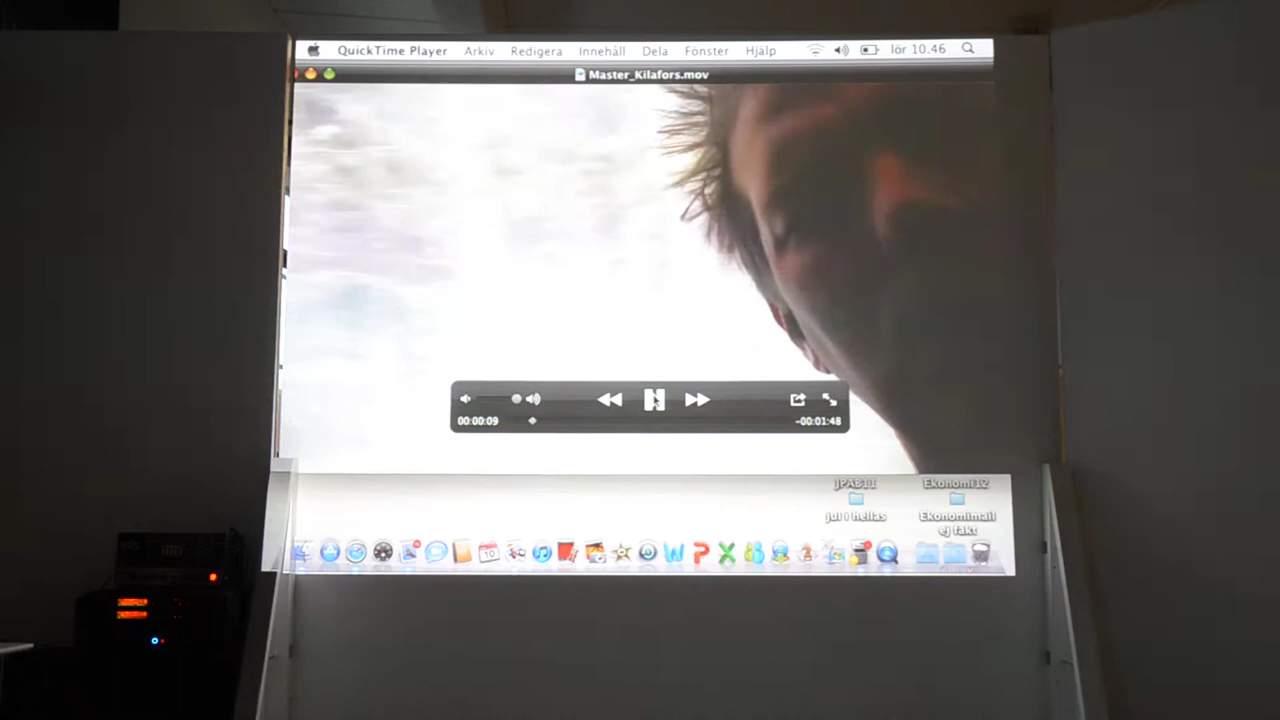 QuickTime Player Arkiv Redigera Innehåll Dela Fönster Hjälp lör 10.46
Master_Kilafors.mov
00:00:09 -00:01:48
JPAB11 Ekonomi12
jul i hellas Ekonomimail
ej fakt
10